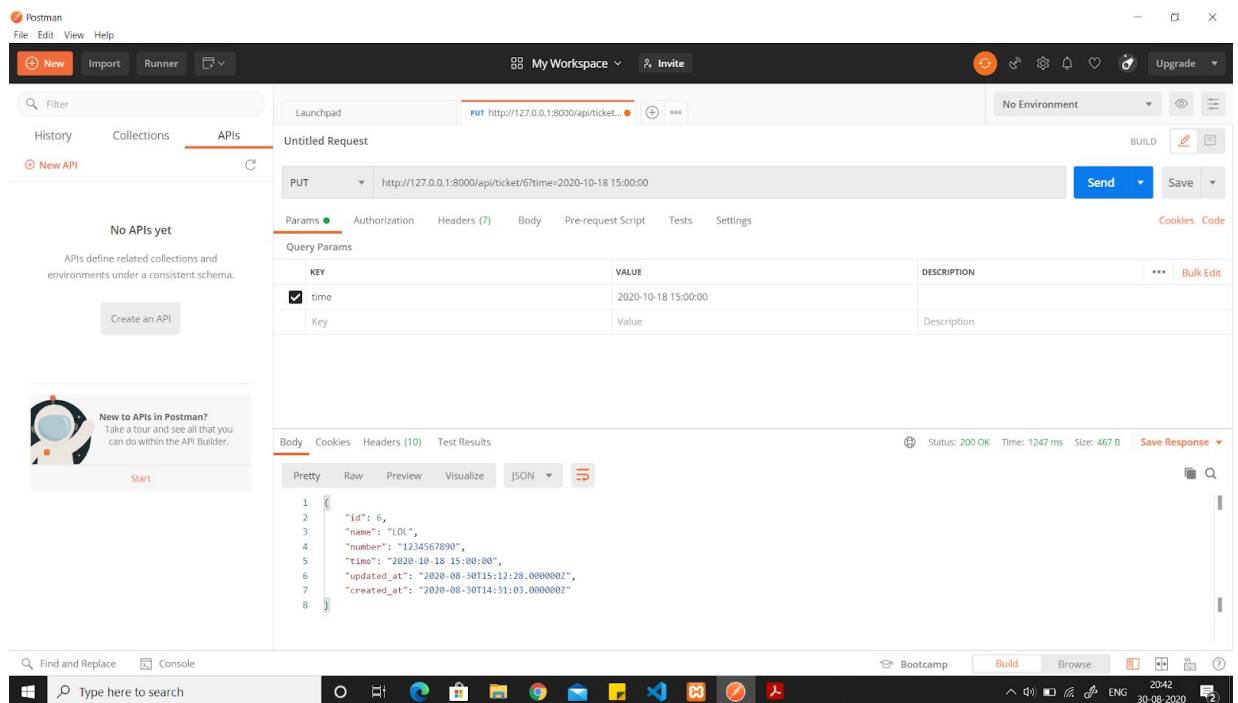 Postman
File Edit View Help
New Import Runner My Workspace Invite Upgrade
Filter
History Collections APIs
New API
No APIs yet
APIs define related collections and
environments under a consistent schema.
Create an API
New to APIs in Postman?
Take a tour and see all that you
can do within the API Builder.
Start
Launchpad PUT http://127.0.0.1:8000/api/ticket... No Environment
Untitled Request BUILD
PUT http://127.0.0.1:8000/api/ticket/6?time=2020-10-18 15:00:00 Send Save
Params Authorization Headers (7) Body Pre-request Script Tests Settings Cookies Code
Query Params
KEY VALUE DESCRIPTION Bulk Edit
time 2020-10-18 15:00:00
Key Value Description
Body Cookies Headers (10) Test Results Status: 200 OK Time: 1247 ms Size: 467 B Save Response
Pretty Raw Preview Visualize JSON
1 {
2 "id": 6,
3 "name": "LOL",
4 "number": "1234567890",
5 "time": "2020-10-18 15:00:00",
6 "updated_at": "2020-08-30T15:12:28.000000Z",
7 "created_at": "2020-08-30T14:31:03.000000Z"
8 }
Find and Replace Console Bootcamp Build Browse
Type here to search ENG 20:42
30-08-2020 2